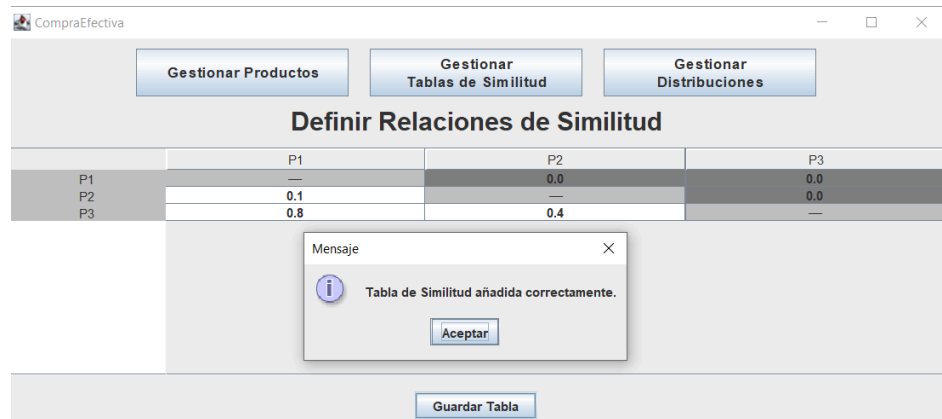 CompraEfectiva
Gestionar Productos
Gestionar
Tablas de Similitud
Gestionar
Distribuciones
Definir Relaciones de Similitud
P1 P2 P3
P1 — 0.0 0.0
P2 0.1 — 0.0
P3 0.8 0.4 —
Mensaje
Tabla de Similitud añadida correctamente.
Aceptar
Guardar Tabla